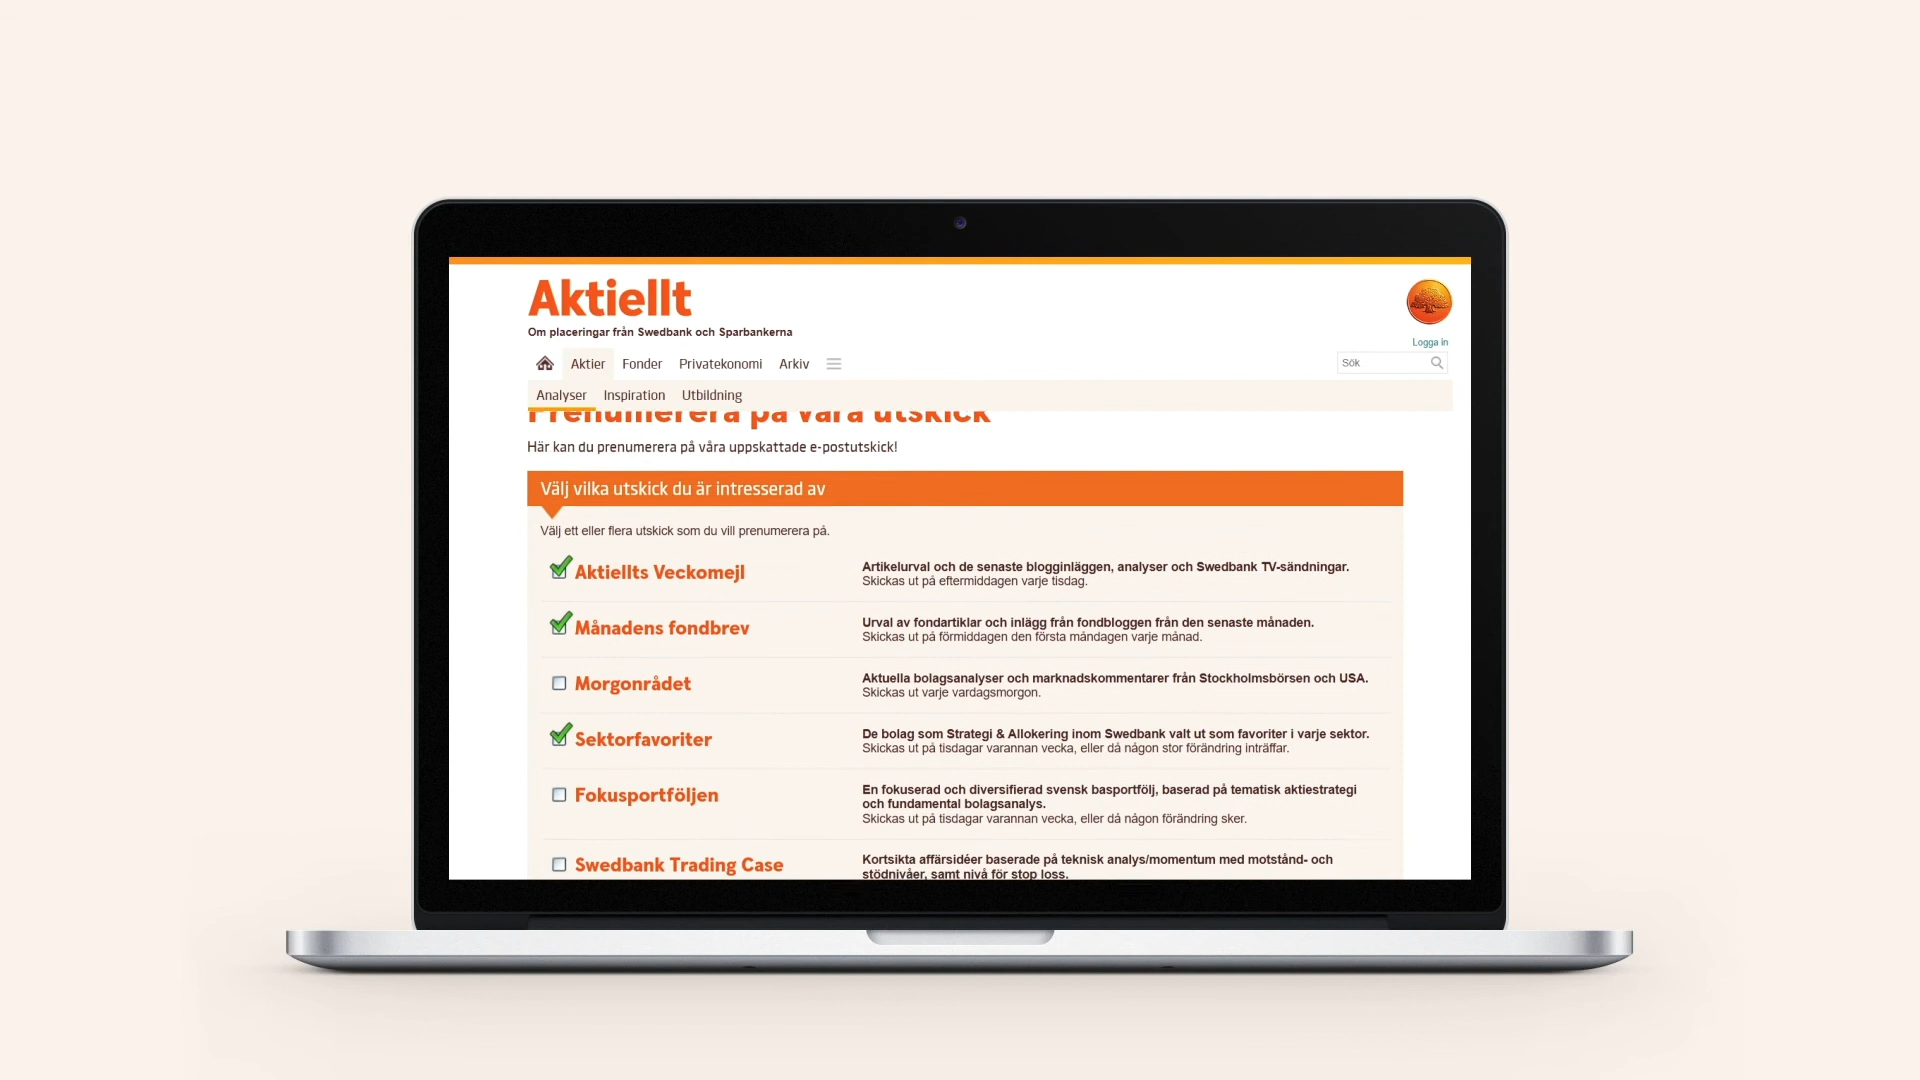 Aktiellt
Om placeringar från Swedbank och Sparbankerna
Logga in
Aktier Fonder Privatekonomi Arkiv
Sök
Analyser Inspiration Utbildning
Prenumerera på våra utskick
Här kan du prenumerera på våra uppskattade e-postutskick!
Välj vilka utskick du är intresserad av
Välj ett eller flera utskick som du vill prenumerera på.
Aktiellts Veckomejl
Artikelurval och de senaste blogginläggen, analyser och Swedbank TV-sändningar.
Skickas ut på eftermiddagen varje tisdag.
Månadens fondbrev
Urval av fondartiklar och inlägg från fondbloggen från den senaste månaden.
Skickas ut på förmiddagen den första måndagen varje månad.
Morgonrådet
Aktuella bolagsanalyser och marknadskommentarer från Stockholmsbörsen och USA.
Skickas ut varje vardagsmorgon.
Sektorfavoriter
De bolag som Strategi & Allokering inom Swedbank valt ut som favoriter i varje sektor.
Skickas ut på tisdagar varannan vecka, eller då någon stor förändring inträffar.
Fokusportföljen
En fokuserad och diversifierad svensk basportfölj, baserad på tematisk aktiestrategi
och fundamental bolagsanalys.
Skickas ut på tisdagar varannan vecka, eller då någon förändring sker.
Swedbank Trading Case
Kortsikta affärsidéer baserade på teknisk analys/momentum med motstånd- och
stödnivåer, samt nivå för stop loss.